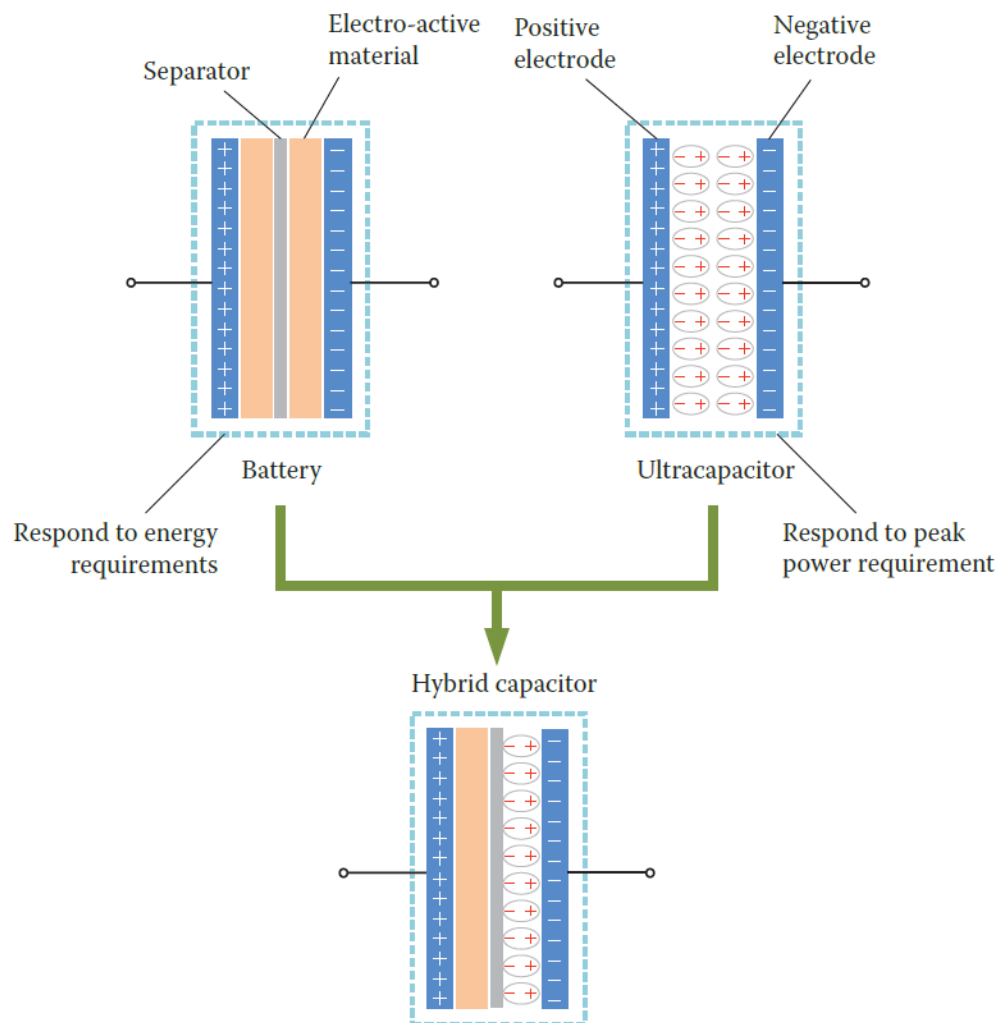 Electro-active
material
Separator
Positive
electrode
Negative
electrode
Battery
Ultracapacitor
Respond to energy
requirements
Respond to peak
power requirement
Hybrid capacitor